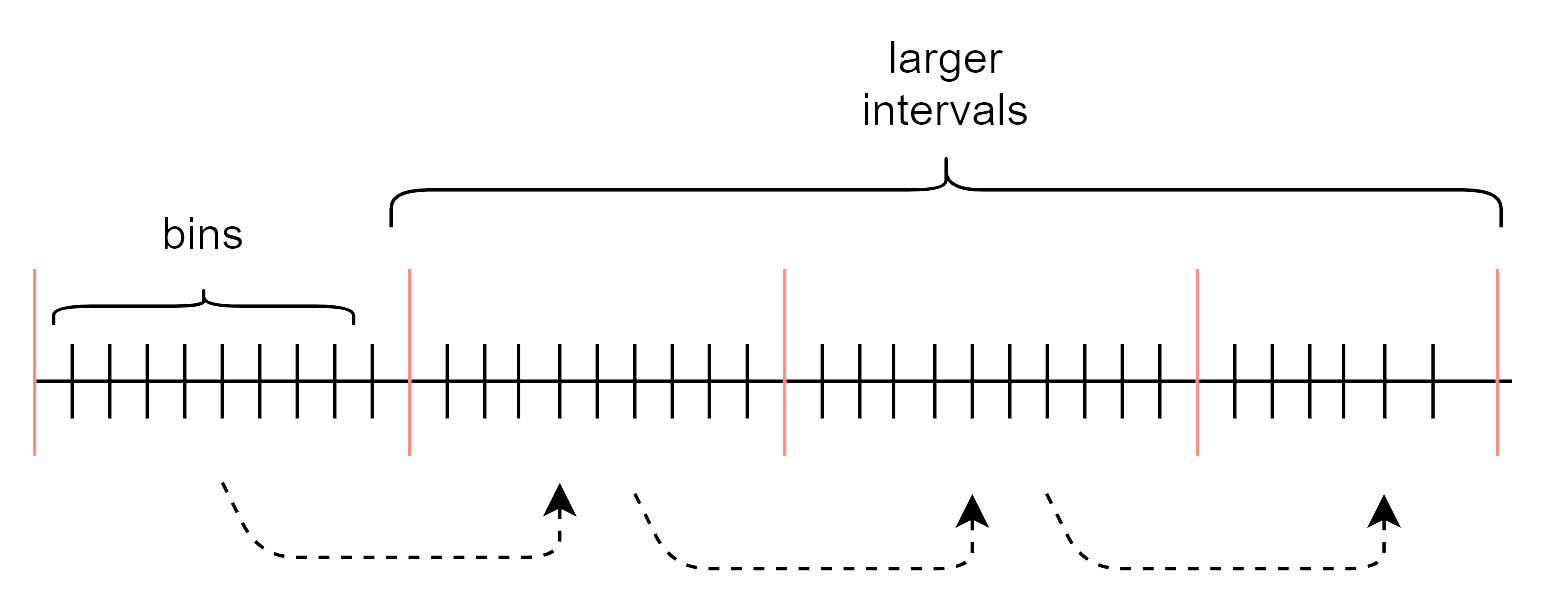 larger
intervals
bins